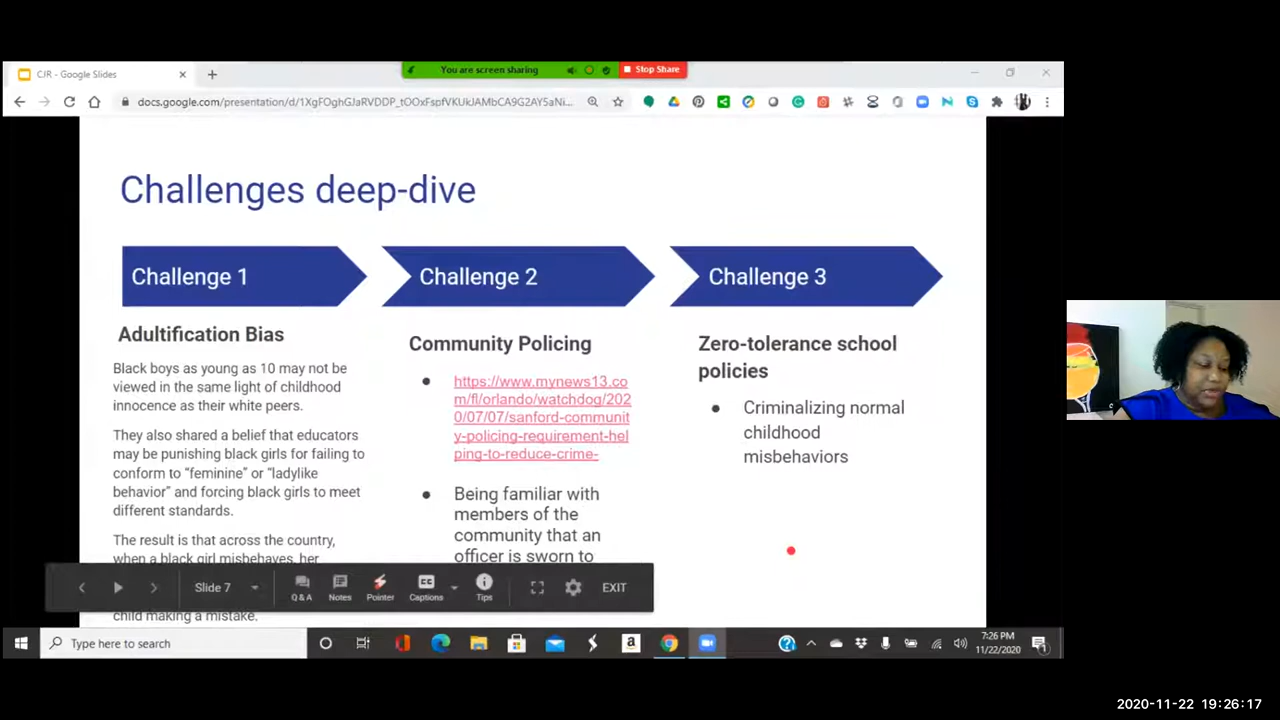 CJR - Google Slides
You are screen sharing
Stop Share
docs.google.com/presentation/d/1XgFOghGJaRVDDP_tOOxFspfVKUkJAMbCA9G2AY5aNi...
Challenges deep-dive
Challenge 1
Challenge 2
Challenge 3
Adultification Bias
Black boys as young as 10 may not be
viewed in the same light of childhood
innocence as their white peers.
They also shared a belief that educators
may be punishing black girls for failing to
conform to “feminine” or “ladylike
behavior” and forcing black girls to meet
different standards.
The result is that across the country,
when a black girl misbehaves, her
child making a mistake.
Community Policing
https://www.mynews13.co
m/fl/orlando/watchdog/202
0/07/07/sanford-communit
y-policing-requirement-hel
ping-to-reduce-crime-
Being familiar with
members of the
community that an
officer is sworn to
Zero-tolerance school
policies
Criminalizing normal
childhood
misbehaviors
Slide 7
Q & A
Notes
Pointer
CC
Captions
Tips
EXIT
Type here to search
7:26 PM
11/22/2020
2020-11-22 19:26:17